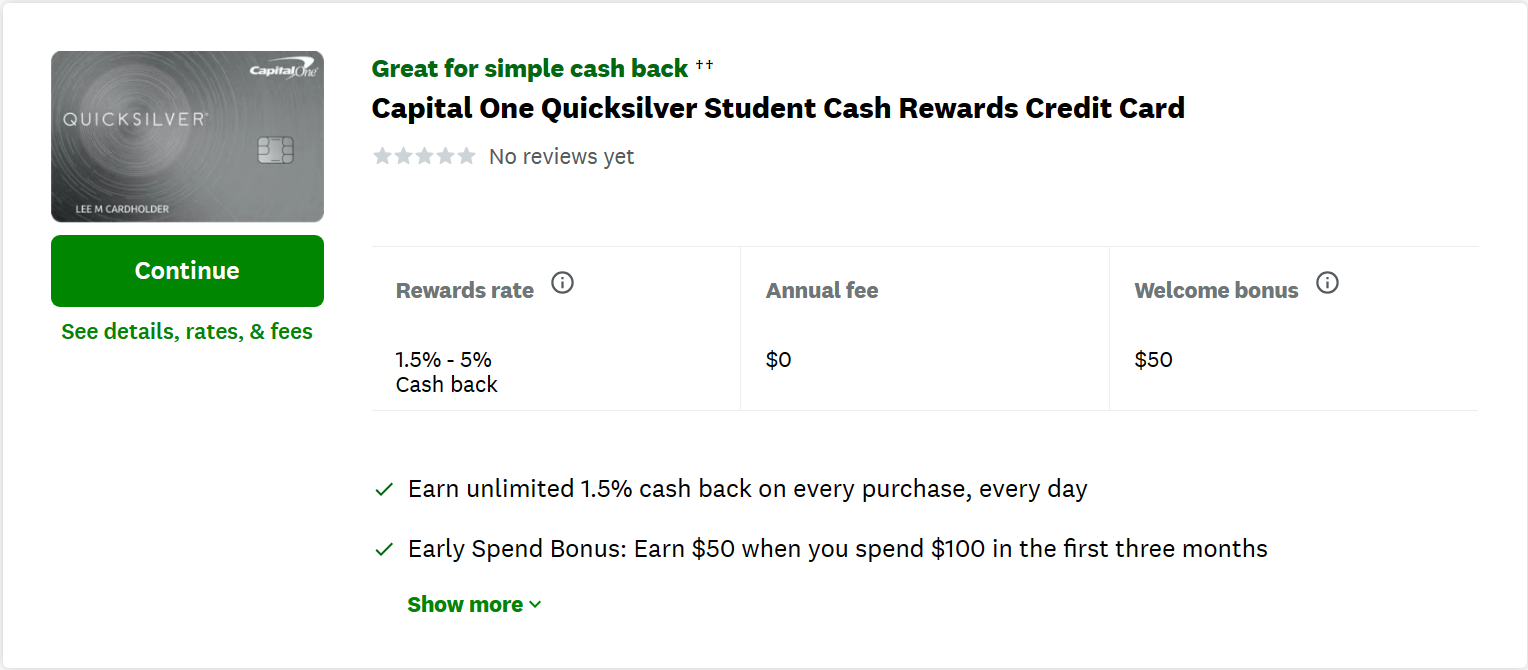 CapitalOne
QUICKSILVER
LEE M CARDHOLDER
Continue
See details, rates, & fees
Great for simple cash back ††
Capital One Quicksilver Student Cash Rewards Credit Card
No reviews yet
Rewards rate
1.5% - 5%
Cash back
Annual fee
$0
Welcome bonus
$50
Earn unlimited 1.5% cash back on every purchase, every day
Early Spend Bonus: Earn $50 when you spend $100 in the first three months
Show more